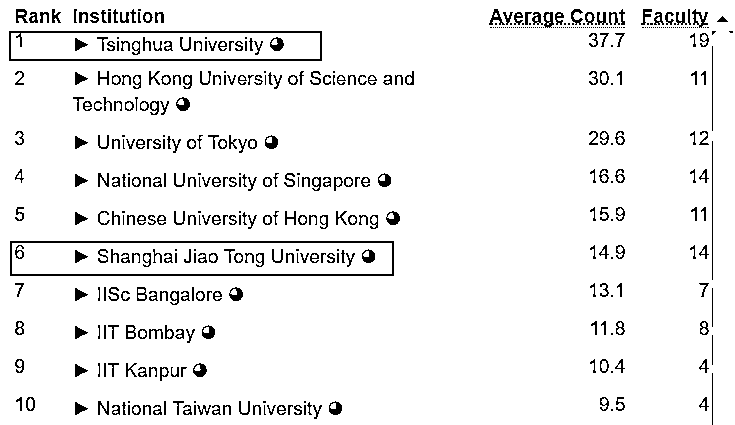 Rank Institution Average Count Faculty ▲
1 ► Tsinghua University 37.7 19
2 ► Hong Kong University of Science and Technology 30.1 11
3 ► University of Tokyo 29.6 12
4 ► National University of Singapore 16.6 14
5 ► Chinese University of Hong Kong 15.9 11
6 ► Shanghai Jiao Tong University 14.9 14
7 ► IISc Bangalore 13.1 7
8 ► IIT Bombay 11.8 8
9 ► IIT Kanpur 10.4 4
10 ► National Taiwan University 9.5 4